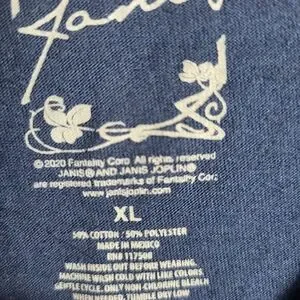 Janis
© 2020 Fantality Corp. All rights reserved
JANIS® AND JANIS JOPLIN®
are registered trademarks of Fantality Corp.
www.janisjoplin.com
XL
50% COTTON / 50% POLYESTER
MADE IN MEXICO
RN# 117508
WASH INSIDE OUT BEFORE WEARING.
MACHINE WASH COLD WITH LIKE COLORS,
GENTLE CYCLE. ONLY NON-CHLORINE BLEACH
WHEN NEEDED. TUMBLE DRY LOW.